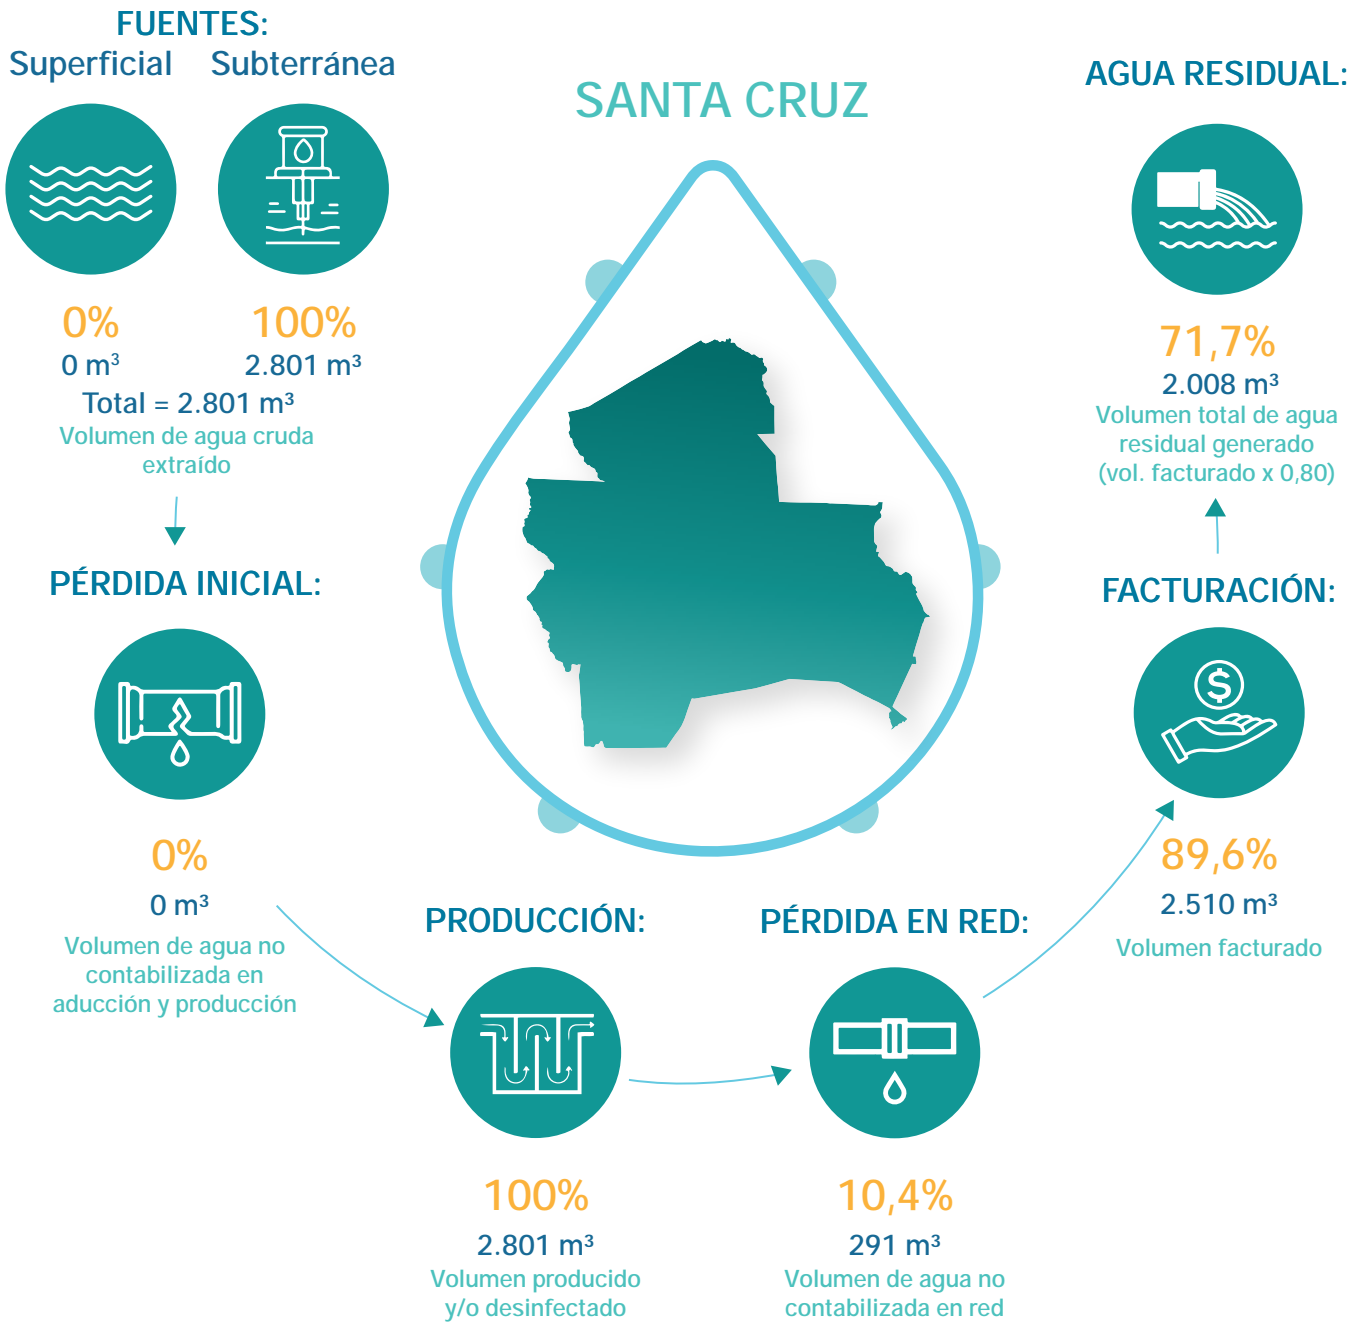 FUENTES:
Superficial
Subterránea
0%
0 m³
100%
2.801 m³
Total = 2.801 m³
Volumen de agua cruda
extraído
PÉRDIDA INICIAL:
0%
0 m³
Volumen de agua no
contabilizada en
aducción y producción
SANTA CRUZ
PRODUCCIÓN:
100%
2.801 m³
Volumen producido
y/o desinfectado
PÉRDIDA EN RED:
10,4%
291 m³
Volumen de agua no
contabilizada en red
FACTURACIÓN:
$
89,6%
2.510 m³
Volumen facturado
AGUA RESIDUAL:
71,7%
2.008 m³
Volumen total de agua
residual generado
(vol. facturado x 0,80)